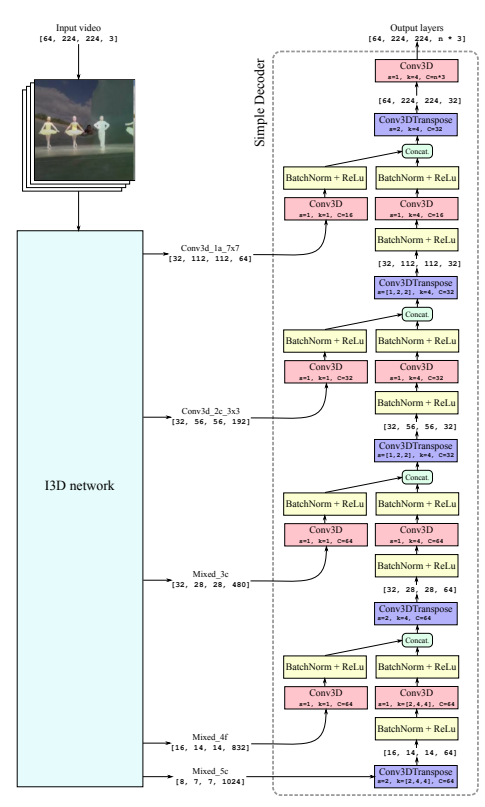 Input video
[64, 224, 224, 3]
I3D network
Conv3d_1a_7x7
[32, 112, 112, 64]
Conv3d_2c_3x3
[32, 56, 56, 192]
Mixed_3c
[32, 28, 28, 480]
Mixed_4f
[16, 14, 14, 832]
Mixed_5c
[8, 7, 7, 1024]
Simple Decoder
Output layers
[64, 224, 224, n * 3]
Conv3D
s=1, k=4, C=n*3
[64, 224, 224, 32]
Conv3DTranspose
s=2, k=4, C=32
Concat.
BatchNorm + ReLu
BatchNorm + ReLu
Conv3D
s=1, k=1, C=16
Conv3D
s=1, k=4, C=16
BatchNorm + ReLu
[32, 112, 112, 32]
Conv3DTranspose
s=[1,2,2], k=4, C=32
Concat.
BatchNorm + ReLu
BatchNorm + ReLu
Conv3D
s=1, k=1, C=32
Conv3D
s=1, k=4, C=32
BatchNorm + ReLu
[32, 56, 56, 32]
Conv3DTranspose
s=[1,2,2], k=4, C=32
Concat.
BatchNorm + ReLu
BatchNorm + ReLu
Conv3D
s=1, k=1, C=64
Conv3D
s=1, k=4, C=64
BatchNorm + ReLu
[32, 28, 28, 64]
Conv3DTranspose
s=2, k=4, C=64
Concat.
BatchNorm + ReLu
BatchNorm + ReLu
Conv3D
s=1, k=1, C=64
Conv3D
s=1, k=[2,4,4], C=64
BatchNorm + ReLu
[16, 14, 14, 64]
Conv3DTranspose
s=2, k=[2,4,4], C=64